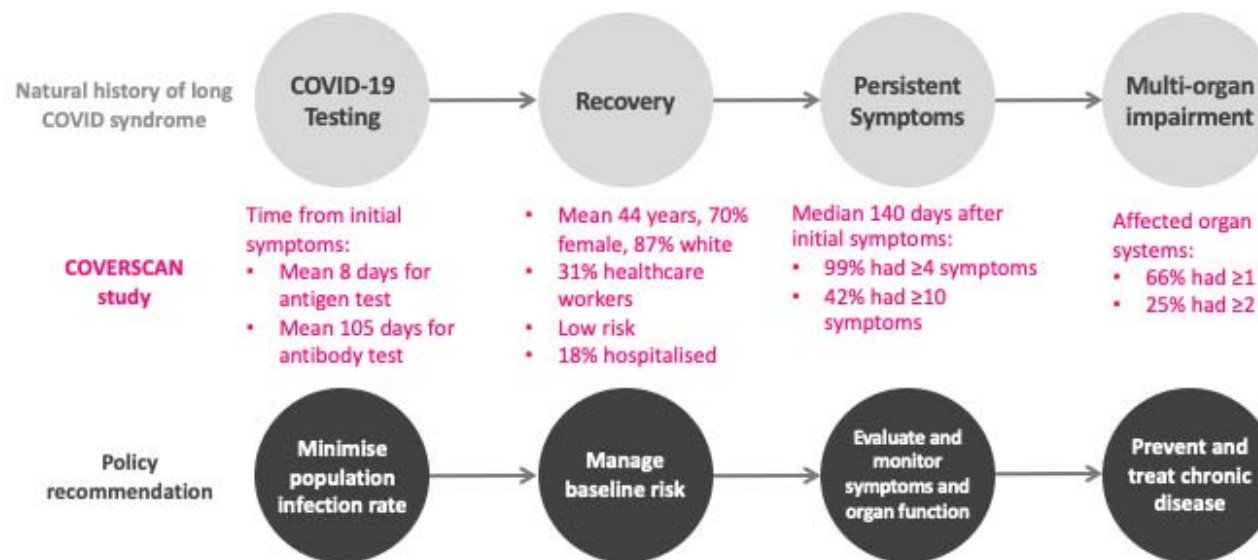 Natural history of long
COVID syndrome
COVID-19
Testing
Recovery
Persistent
Symptoms
Multi-organ
impairment
COVERSCAN
study
Time from initial
symptoms:
• Mean 8 days for
antigen test
• Mean 105 days for
antibody test
• Mean 44 years, 70%
female, 87% white
• 31% healthcare
workers
• Low risk
• 18% hospitalised
Median 140 days after
initial symptoms:
• 99% had ≥4 symptoms
• 42% had ≥10
symptoms
Affected organ
systems:
• 66% had ≥1
• 25% had ≥2
Policy
recommendation
Minimise
population
infection rate
Manage
baseline risk
Evaluate and
monitor
symptoms and
organ function
Prevent and
treat chronic
disease